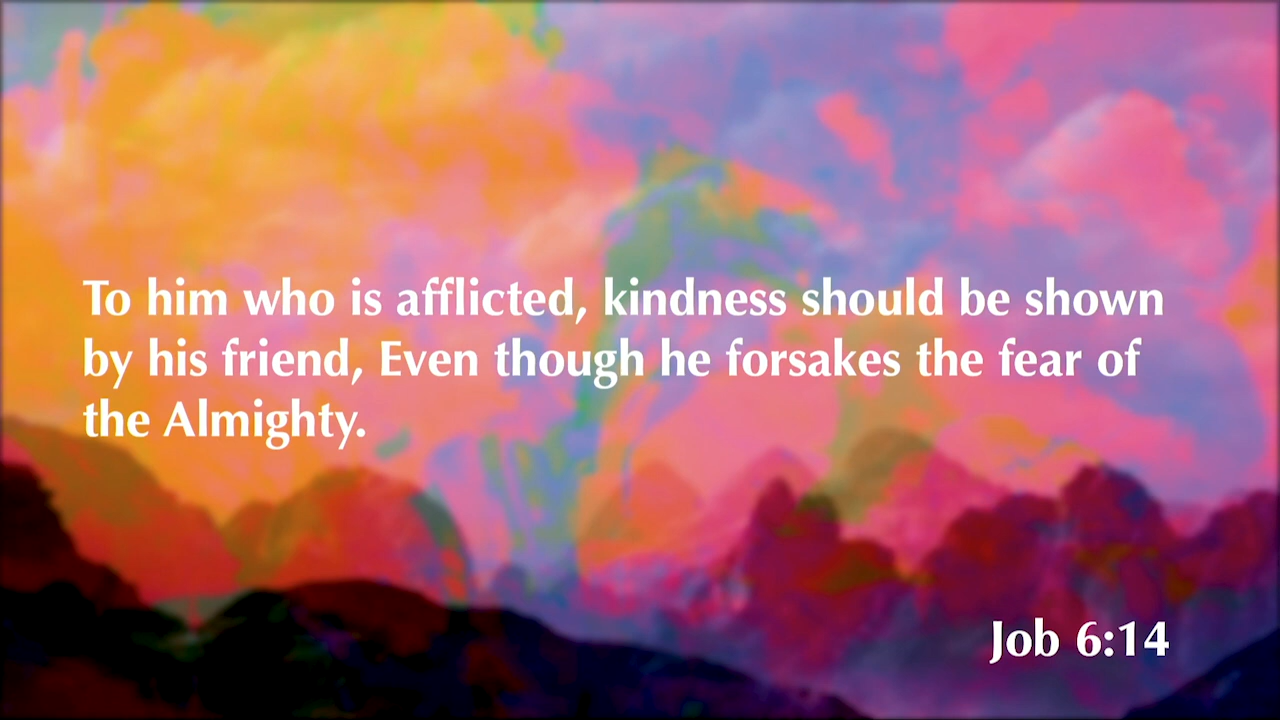 To him who is afflicted, kindness should be shown
by his friend, Even though he forsakes the fear of
the Almighty.
Job 6:14